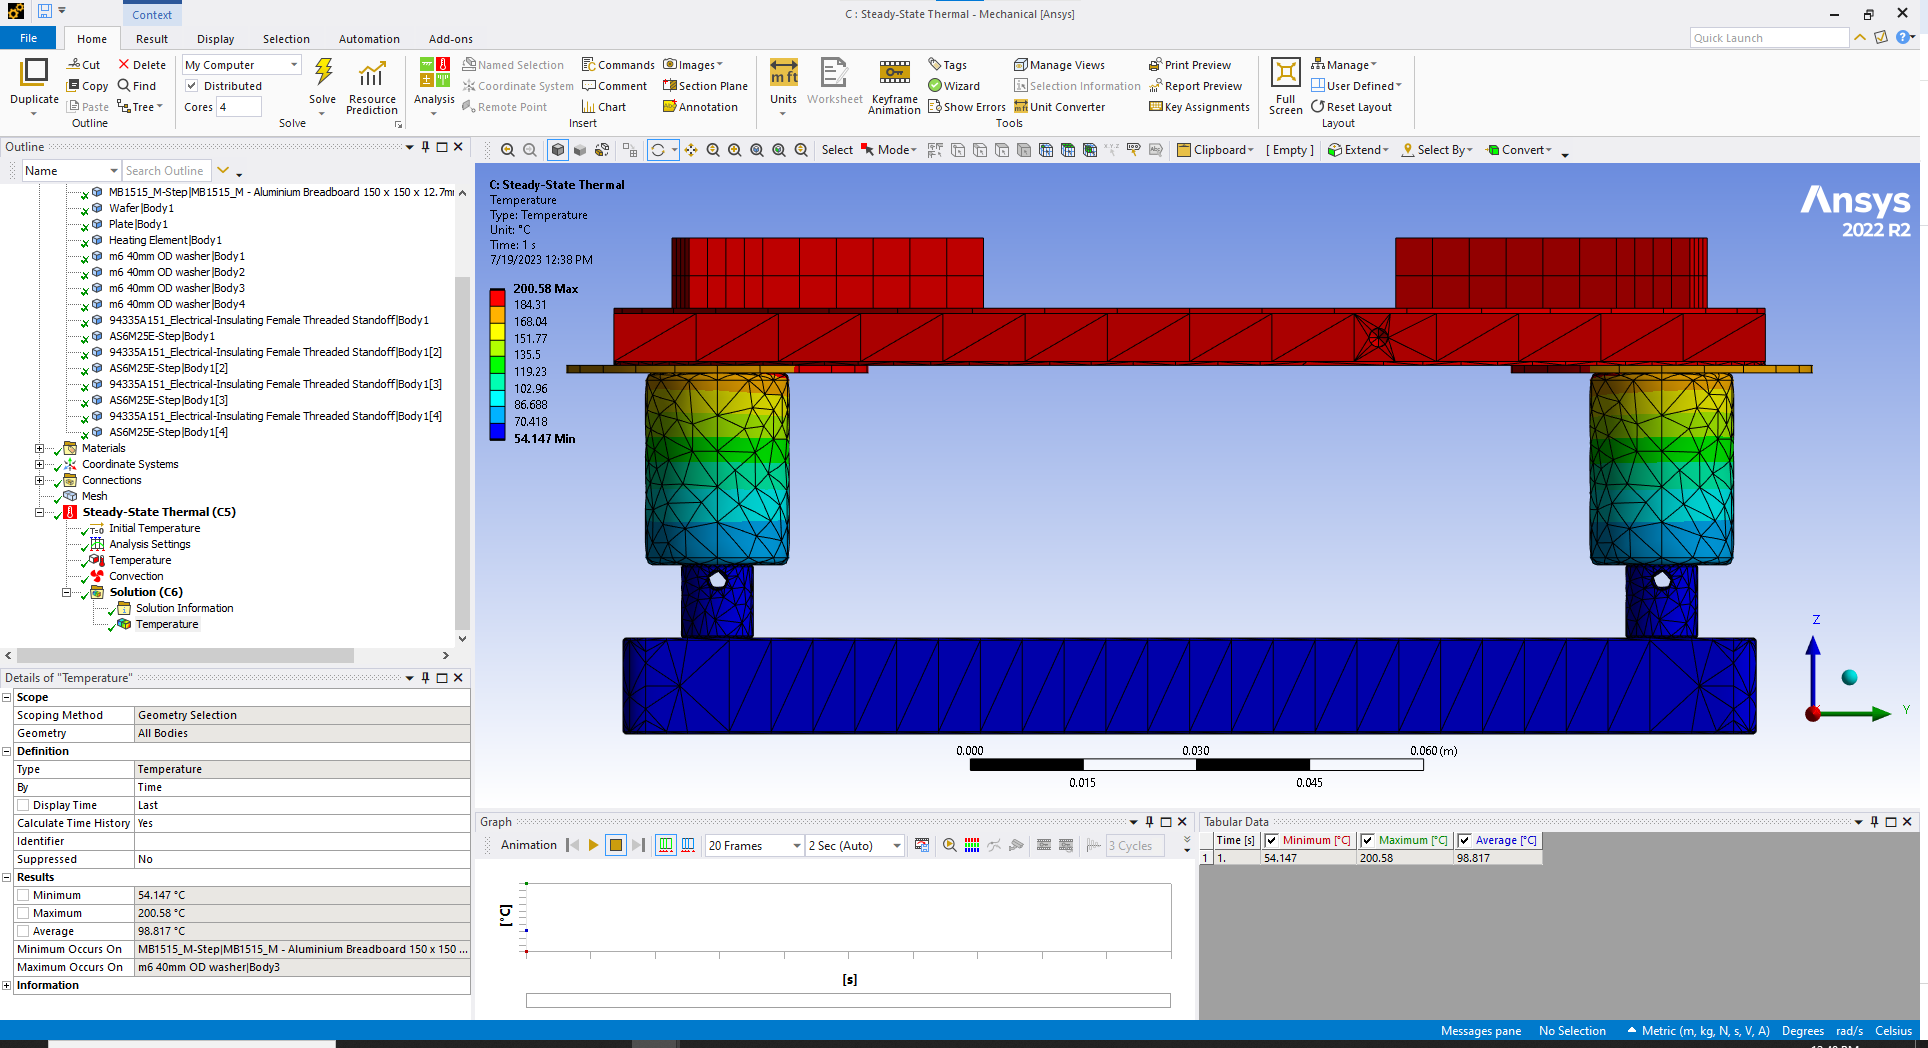 Context
C : Steady-State Thermal - Mechanical [Ansys]
File
Home
Result
Display
Selection
Automation
Add-ons
Quick Launch
Duplicate
Cut
Copy
Paste
Delete
Find
Tree
Outline
My Computer
Distributed
Cores 4
Solve
Resource Prediction
Solve
Analysis
Named Selection
Coordinate System
Remote Point
Commands
Comment
Chart
Images
Section Plane
Annotation
Insert
Units
Worksheet
Keyframe Animation
Tags
Wizard
Show Errors
Manage Views
Selection Information
Unit Converter
Print Preview
Report Preview
Key Assignments
Tools
Full Screen
Manage
User Defined
Reset Layout
Layout
Outline
Name
Search Outline
MB1515_M-Step|MB1515_M - Aluminium Breadboard 150 x 150 x 12.7m
Wafer|Body1
Plate|Body1
Heating Element|Body1
m6 40mm OD washer|Body1
m6 40mm OD washer|Body2
m6 40mm OD washer|Body3
m6 40mm OD washer|Body4
94335A151_Electrical-Insulating Female Threaded Standoff|Body1
AS6M25E-Step|Body1
94335A151_Electrical-Insulating Female Threaded Standoff|Body1[2]
AS6M25E-Step|Body1[2]
94335A151_Electrical-Insulating Female Threaded Standoff|Body1[3]
AS6M25E-Step|Body1[3]
94335A151_Electrical-Insulating Female Threaded Standoff|Body1[4]
AS6M25E-Step|Body1[4]
Materials
Coordinate Systems
Connections
Mesh
Steady-State Thermal (C5)
Initial Temperature
Analysis Settings
Temperature
Convection
Solution (C6)
Solution Information
Temperature
Details of "Temperature"
Scope
Scoping Method Geometry Selection
Geometry All Bodies
Definition
Type Temperature
By Time
Display Time Last
Calculate Time History Yes
Identifier
Suppressed No
Results
Minimum 54.147 °C
Maximum 200.58 °C
Average 98.817 °C
Minimum Occurs On MB1515_M-Step|MB1515_M - Aluminium Breadboard 150 x 150 ...
Maximum Occurs On m6 40mm OD washer|Body3
Information
Select
Mode
Clipboard
[ Empty ]
Extend
Select By
Convert
C: Steady-State Thermal
Temperature
Type: Temperature
Unit: °C
Time: 1 s
7/19/2023 12:38 PM
200.58 Max
184.31
168.04
151.77
135.5
119.23
102.96
86.688
70.418
54.147 Min
Ansys
2022 R2
Z
Y
0.000 0.030 0.060 (m)
0.015 0.045
Graph
Animation
20 Frames
2 Sec (Auto)
3 Cycles
[°C]
[s]
Tabular Data
Time [s] Minimum [°C] Maximum [°C] Average [°C]
1 1. 54.147 200.58 98.817
Messages pane
No Selection
Metric (m, kg, N, s, V, A)
Degrees
rad/s
Celsius